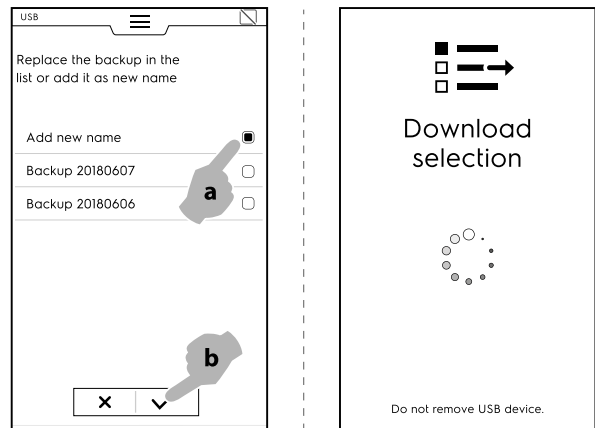 USB
Replace the backup in the
list or add it as new name
Add new name
Backup 20180607
Backup 20180606
a
b
Download
selection
Do not remove USB device.